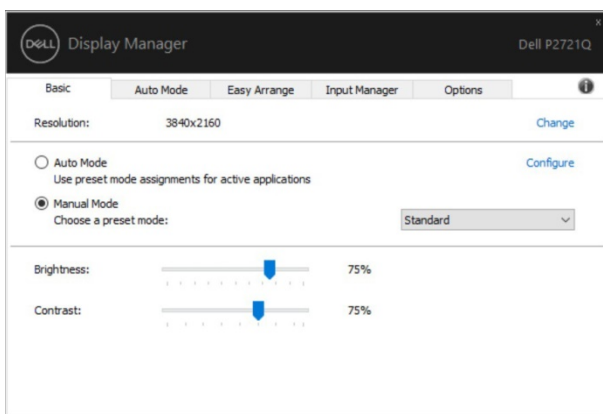 x
DELL Display Manager Dell P2721Q
Basic Auto Mode Easy Arrange Input Manager Options i
Resolution: 3840x2160 Change
Auto Mode Configure
Use preset mode assignments for active applications
Manual Mode
Choose a preset mode: Standard
Brightness: 75%
Contrast: 75%